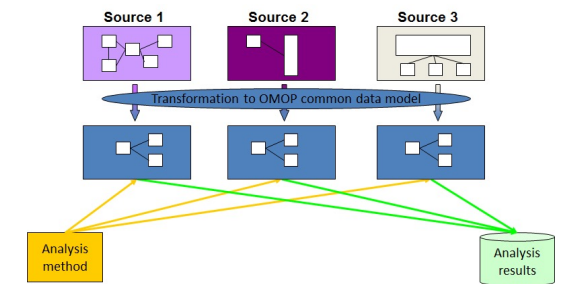 Source 1
Source 2
Source 3
Transformation to OMOP common data model
Analysis
method
Analysis
results